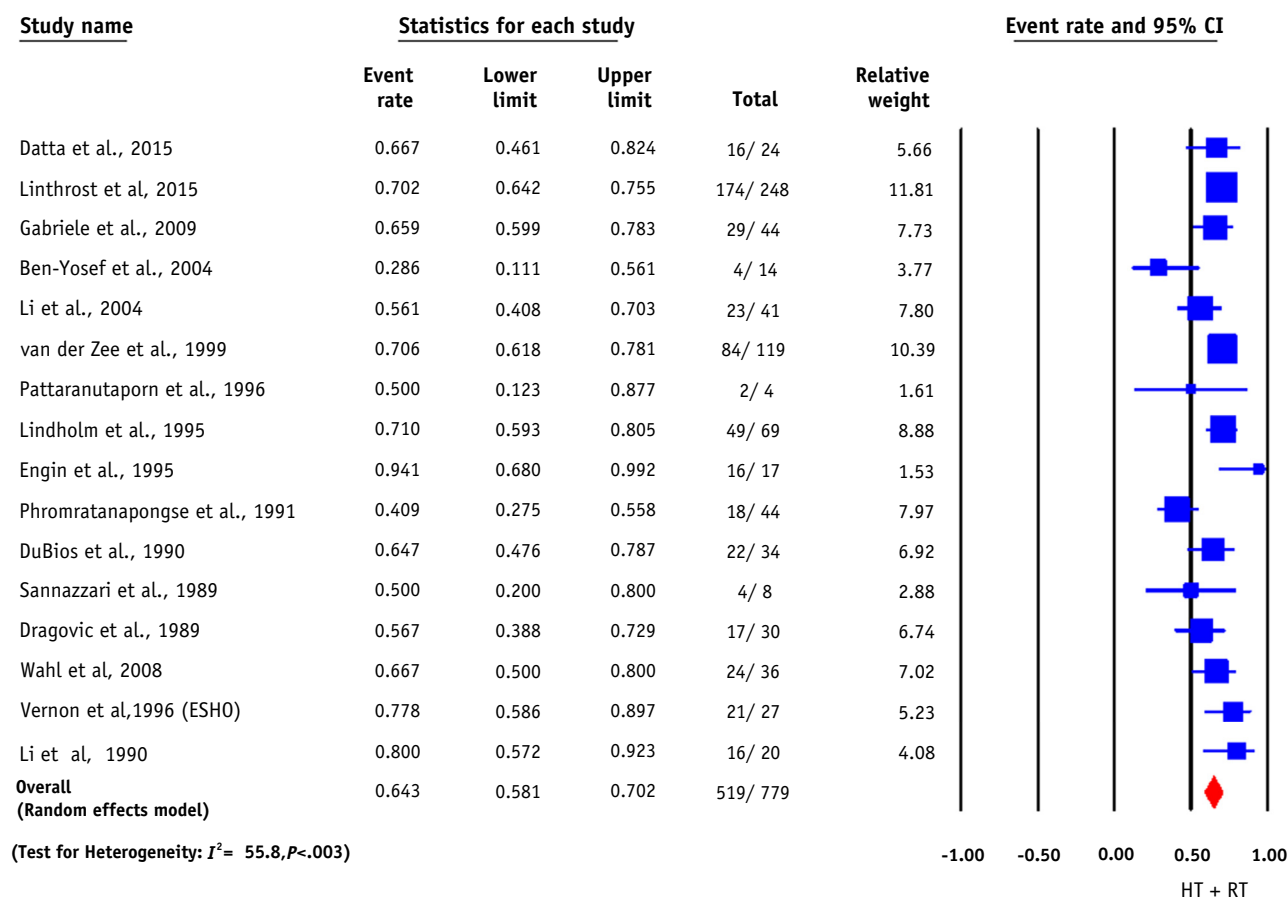 Study name Statistics for each study Event rate and 95% CI
Event rate Lower limit Upper limit Total Relative weight
Datta et al., 2015 0.667 0.461 0.824 16/ 24 5.66
Linthrost et al, 2015 0.702 0.642 0.755 174/ 248 11.81
Gabriele et al., 2009 0.659 0.599 0.783 29/ 44 7.73
Ben-Yosef et al., 2004 0.286 0.111 0.561 4/ 14 3.77
Li et al., 2004 0.561 0.408 0.703 23/ 41 7.80
van der Zee et al., 1999 0.706 0.618 0.781 84/ 119 10.39
Pattaranutaporn et al., 1996 0.500 0.123 0.877 2/ 4 1.61
Lindholm et al., 1995 0.710 0.593 0.805 49/ 69 8.88
Engin et al., 1995 0.941 0.680 0.992 16/ 17 1.53
Phromratanapongse et al., 1991 0.409 0.275 0.558 18/ 44 7.97
DuBios et al., 1990 0.647 0.476 0.787 22/ 34 6.92
Sannazzari et al., 1989 0.500 0.200 0.800 4/ 8 2.88
Dragovic et al., 1989 0.567 0.388 0.729 17/ 30 6.74
Wahl et al, 2008 0.667 0.500 0.800 24/ 36 7.02
Vernon et al,1996 (ESHO) 0.778 0.586 0.897 21/ 27 5.23
Li et al, 1990 0.800 0.572 0.923 16/ 20 4.08
Overall 0.643 0.581 0.702 519/ 779
(Random effects model)
(Test for Heterogeneity: I²= 55.8,P<.003) -1.00 -0.50 0.00 0.50 1.00
HT + RT